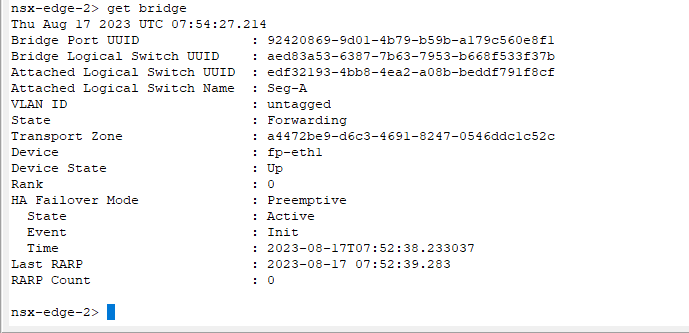 nsx-edge-2> get bridge
Thu Aug 17 2023 UTC 07:54:27.214
Bridge Port UUID : 92420869-9d01-4b79-b59b-a179c560e8f1
Bridge Logical Switch UUID : aed83a53-6387-7b63-7953-b668f533f37b
Attached Logical Switch UUID : edf32193-4bb8-4ea2-a08b-beddf791f8cf
Attached Logical Switch Name : Seg-A
VLAN ID : untagged
State : Forwarding
Transport Zone : a4472be9-d6c3-4691-8247-0546ddc1c52c
Device : fp-eth1
Device State : Up
Rank : 0
HA Failover Mode : Preemptive
State : Active
Event : Init
Time : 2023-08-17T07:52:38.233037
Last RARP : 2023-08-17 07:52:39.283
RARP Count : 0
nsx-edge-2>